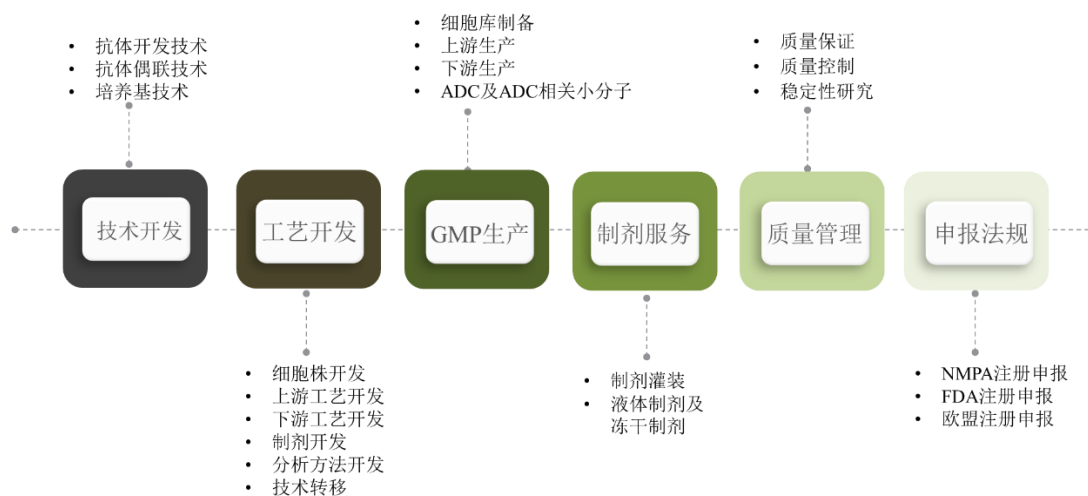 • 抗体开发技术
• 抗体偶联技术
• 培养基技术
• 细胞库制备
• 上游生产
• 下游生产
• ADC及ADC相关小分子
• 质量保证
• 质量控制
• 稳定性研究
技术开发
工艺开发
GMP生产
制剂服务
质量管理
申报法规
• 细胞株开发
• 上游工艺开发
• 下游工艺开发
• 制剂开发
• 分析方法开发
• 技术转移
• 制剂灌装
• 液体制剂及
冻干制剂
• NMPA注册申报
• FDA注册申报
• 欧盟注册申报